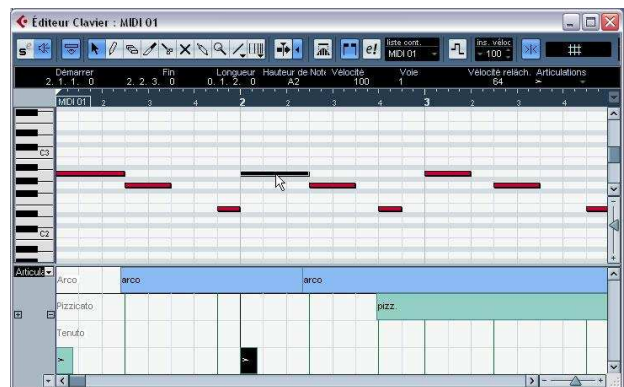 Éditeur Clavier : MIDI 01
liste cont. ins. véloc
MIDI 01 100
Démarrer Fin Longueur Hauteur de Note Vélocité Voie Vélocité relâch. Articulations
2. 1. 1. 0 2. 2. 3. 0 0. 1. 2. 0 A2 100 1 64 >
MIDI 01 2 3 4 2 2 3 4 3 2 3 4
C3
C2
Arco arco arco
Pizzicato pizz.
Tenuto
> >